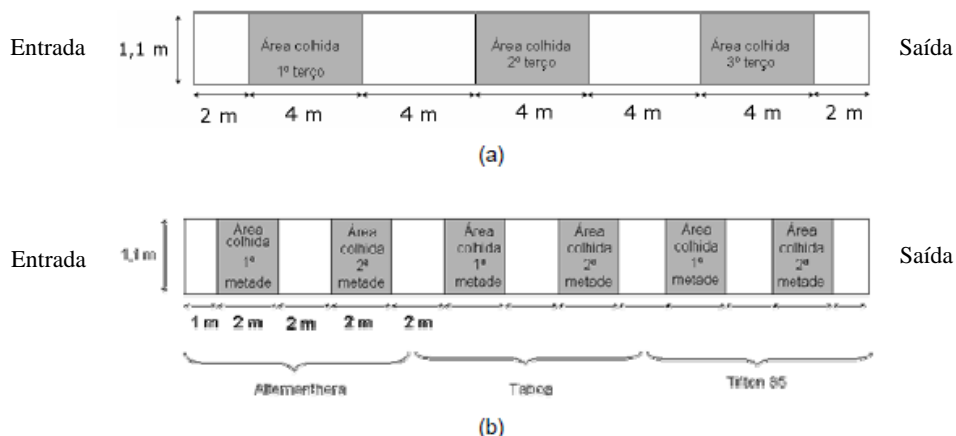 Entrada
1,1 m
Área colhida
1º terço
Área colhida
2º terço
Área colhida
3º terço
Saída
2 m
4 m
4 m
4 m
4 m
4 m
2 m
(a)
Entrada
1,1m
Área
colhida
1ª
metade
Área
colhida
2ª
metade
Área
colhida
1ª
metade
Área
colhida
2ª
metade
Área
colhida
1ª
metade
Área
colhida
2ª
metade
Saída
1 m
2 m
2 m
2 m
2 m
Alternanthera
Taboa
Tifton 85
(b)